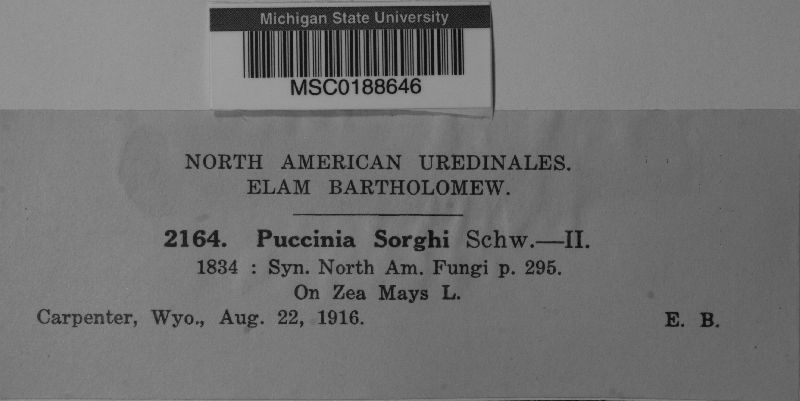 Michigan State University
MSC0188646
NORTH AMERICAN UREDINALES.
ELAM BARTHOLOMEW.
2164. Puccinia Sorghi Schw.—II.
1834 : Syn. North Am. Fungi p. 295.
On Zea Mays L.
Carpenter, Wyo., Aug. 22, 1916. E. B.